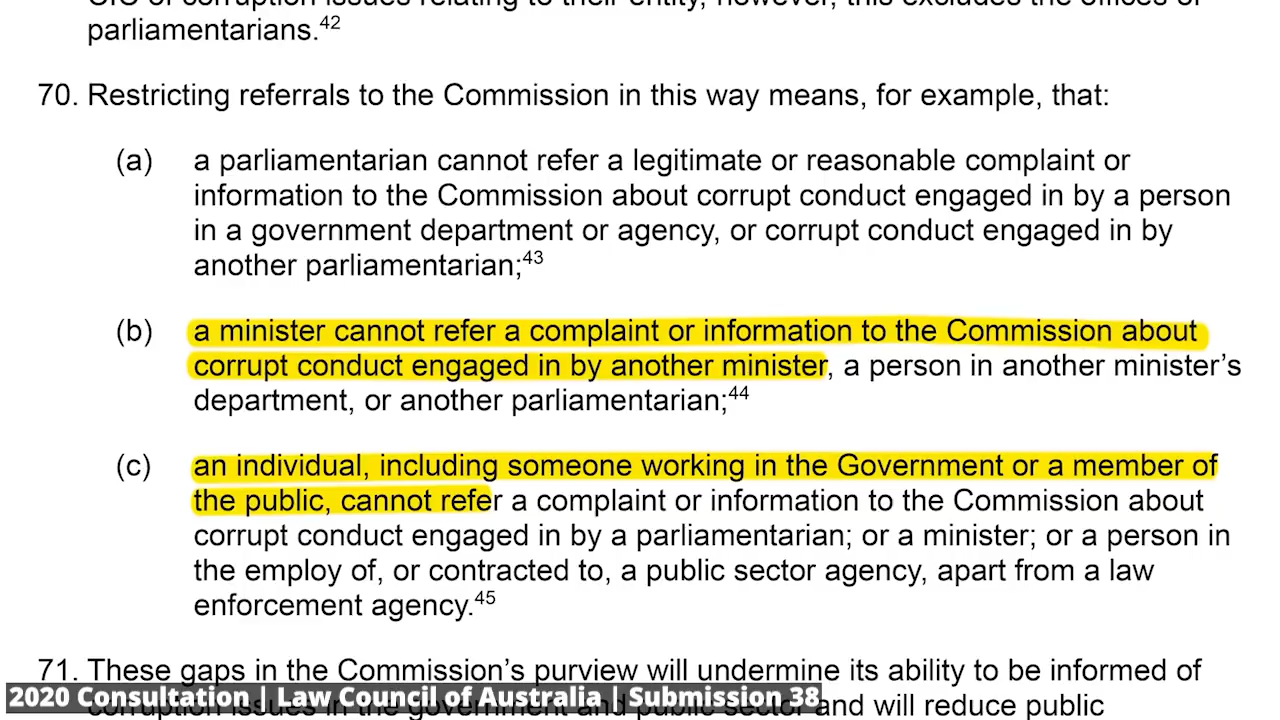 parliamentarians.42
70. Restricting referrals to the Commission in this way means, for example, that:
(a) a parliamentarian cannot refer a legitimate or reasonable complaint or
information to the Commission about corrupt conduct engaged in by a person
in a government department or agency, or corrupt conduct engaged in by
another parliamentarian;43
(b) a minister cannot refer a complaint or information to the Commission about
corrupt conduct engaged in by another minister, a person in another minister's
department, or another parliamentarian;44
(c) an individual, including someone working in the Government or a member of
the public, cannot refer a complaint or information to the Commission about
corrupt conduct engaged in by a parliamentarian; or a minister; or a person in
the employ of, or contracted to, a public sector agency, apart from a law
enforcement agency.45
71. These gaps in the Commission's purview will undermine its ability to be informed of
2020 Consultation | Law Council of Australia | Submission 38
and will reduce public